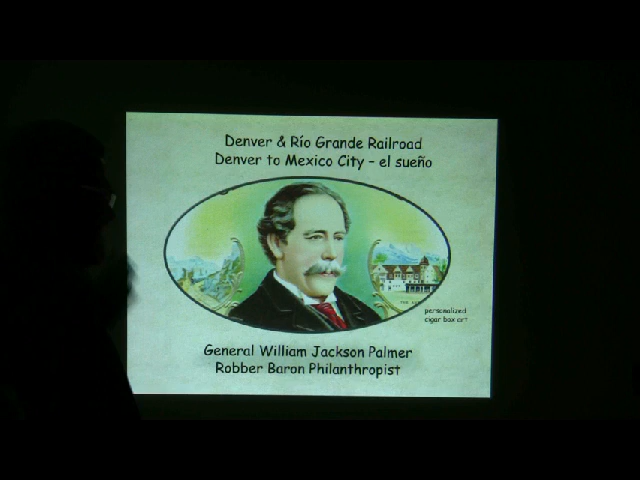 Denver & Río Grande Railroad
Denver to Mexico City - el sueño
personalized
cigar box art
General William Jackson Palmer
Robber Baron Philanthropist